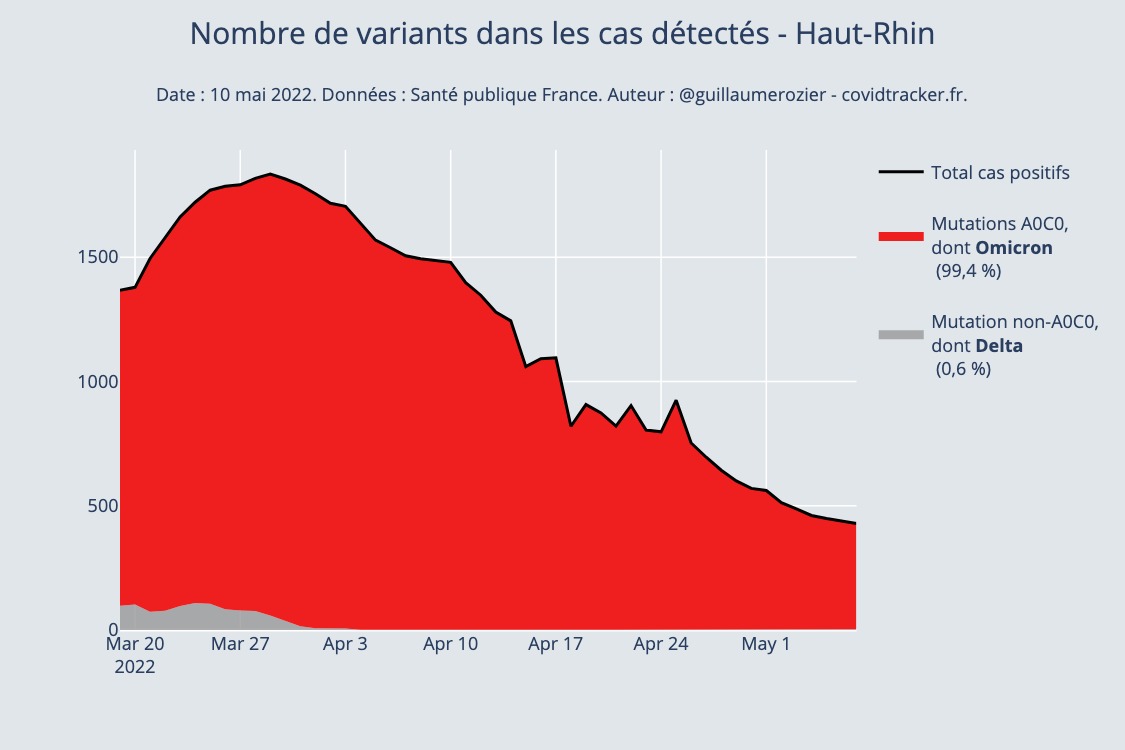 Nombre de variants dans les cas détectés - Haut-Rhin
Date : 10 mai 2022. Données : Santé publique France. Auteur : @guillaumerozier - covidtracker.fr.
Total cas positifs
Mutations A0C0,
dont Omicron
(99,4 %)
Mutation non-A0C0,
dont Delta
(0,6 %)
1500
1000
500
0
Mar 20 Mar 27 Apr 3 Apr 10 Apr 17 Apr 24 May 1
2022